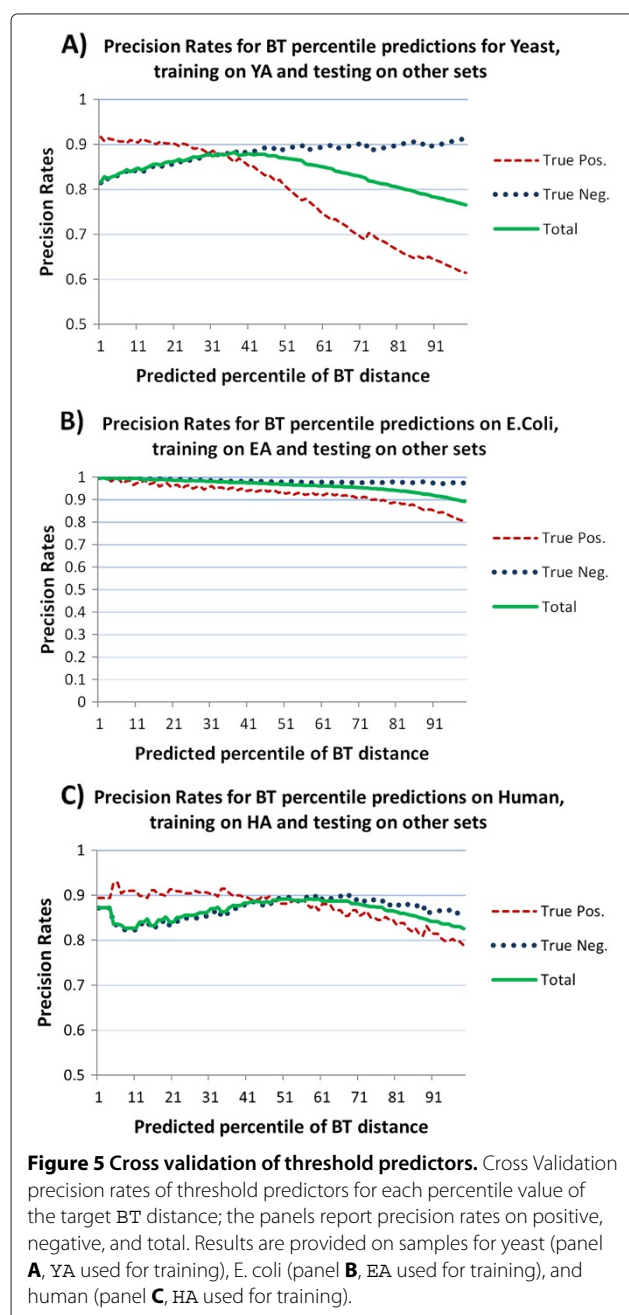 A) Precision Rates for BT percentile predictions for Yeast,
training on YA and testing on other sets
1
0.9
0.8
0.7
0.6
0.5
Precision Rates
1 11 21 31 41 51 61 71 81 91
Predicted percentile of BT distance
True Pos.
True Neg.
Total
B) Precision Rates for BT percentile predictions on E.Coli,
training on EA and testing on other sets
1
0.9
0.8
0.7
0.6
0.5
0.4
0.3
0.2
0.1
0
Precision Rates
1 11 21 31 41 51 61 71 81 91
Predicted percentile of BT distance
True Pos.
True Neg.
Total
C) Precision Rates for BT percentile predictions on Human,
training on HA and testing on other sets
1
0.9
0.8
0.7
0.6
0.5
Precision Rates
1 11 21 31 41 51 61 71 81 91
Predicted percentile of BT distance
True Pos.
True Neg.
Total
Figure 5 Cross validation of threshold predictors. Cross Validation
precision rates of threshold predictors for each percentile value of
the target BT distance; the panels report precision rates on positive,
negative, and total. Results are provided on samples for yeast (panel
A, YA used for training), E. coli (panel B, EA used for training), and
human (panel C, HA used for training).